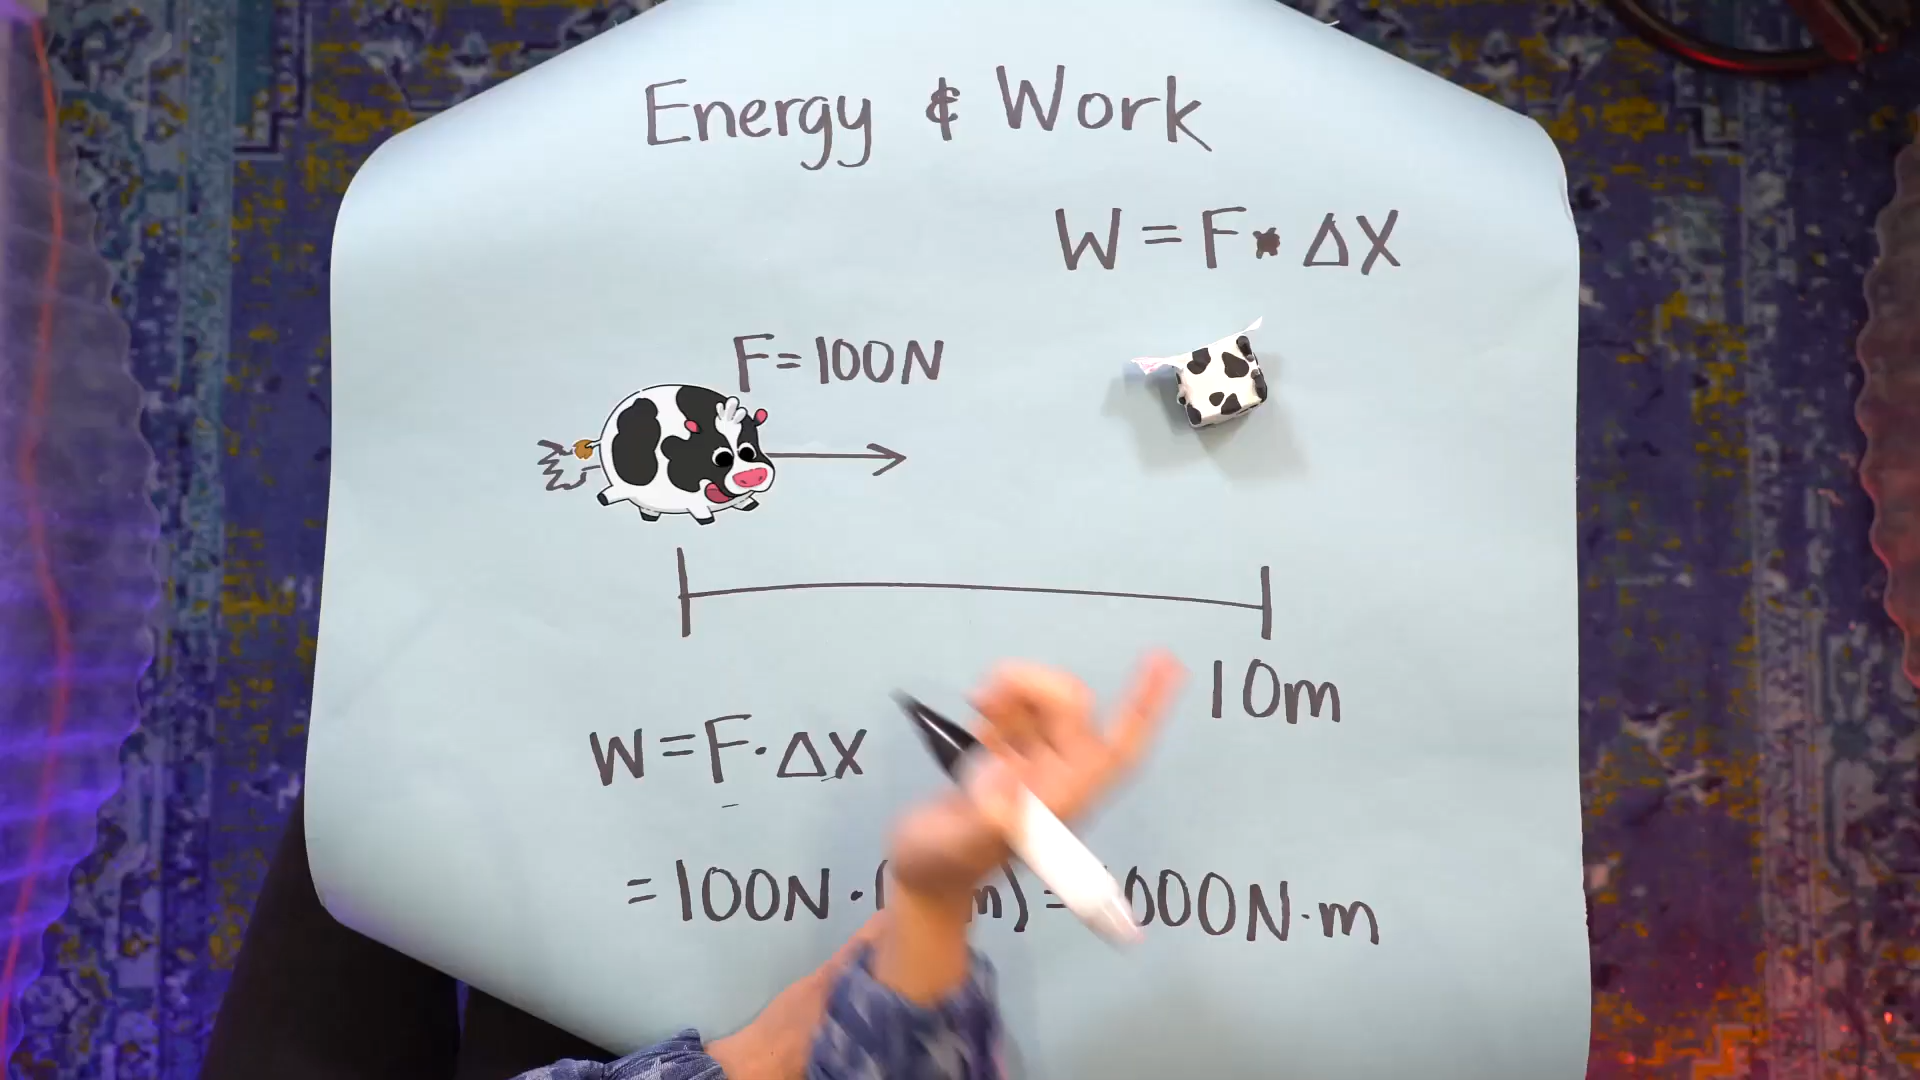 Energy & Work
W = F • ΔX
F = 100N
10m
W = F · ΔX
= 100N · ( m) = 000N·m